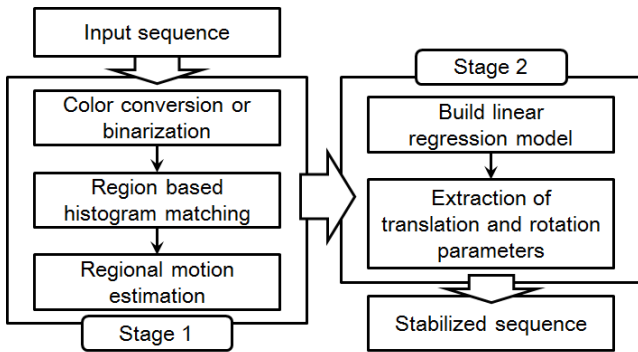 Input sequence
Color conversion or
binarization
Region based
histogram matching
Regional motion
estimation
Stage 1
Stage 2
Build linear
regression model
Extraction of
translation and rotation
parameters
Stabilized sequence